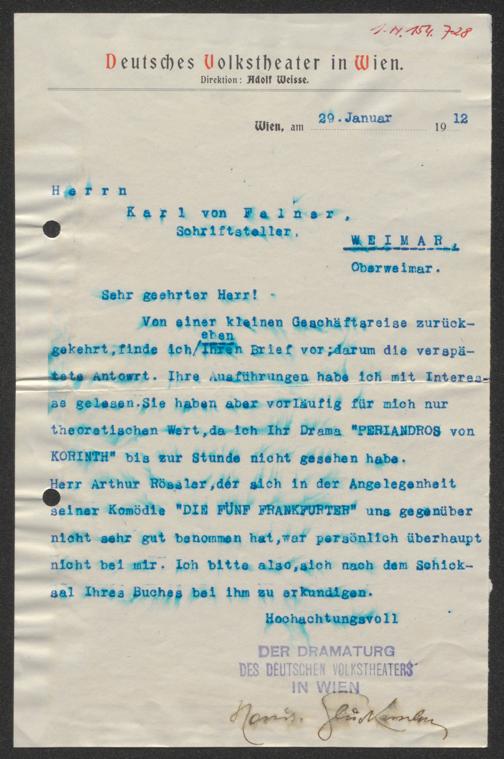 I.N. 154.728
Deutsches Volkstheater in Wien.
Direktion: Adolf Weisse.
Wien, am 29.Januar 1912
Herrn
Karl von Felner,
Schriftsteller.
WEIMAR,
Oberweimar.
Sehr geehrter Herr!
Von einer kleinen Geschäftsreise zurück-
eben
gekehrt,finde ich/Ihren Brief vor;darum die verspä-
tete Antowrt. Ihre Ausführungen habe ich mit Interes-
se gelesen.Sie haben aber vorläufig für mich nur
theoretischen Wert,da ich Ihr Drama "PERIANDROS von
KORINTH" bis zur Stunde nicht gesehen habe.
Herr Arthur Rössler,der sich in der Angelegenheit
seiner Komödie "DIE FÜNF FRANKFURTER" uns gegenüber
nicht sehr gut benommen hat,war persönlich überhaupt
nicht bei mir. Ich bitte also,sich nach dem Schick-
sal Ihres Buches bei ihm zu erkundigen.
Hochachtungsvoll
DER DRAMATURG
DES DEUTSCHEN VOLKSTHEATERS
IN WIEN